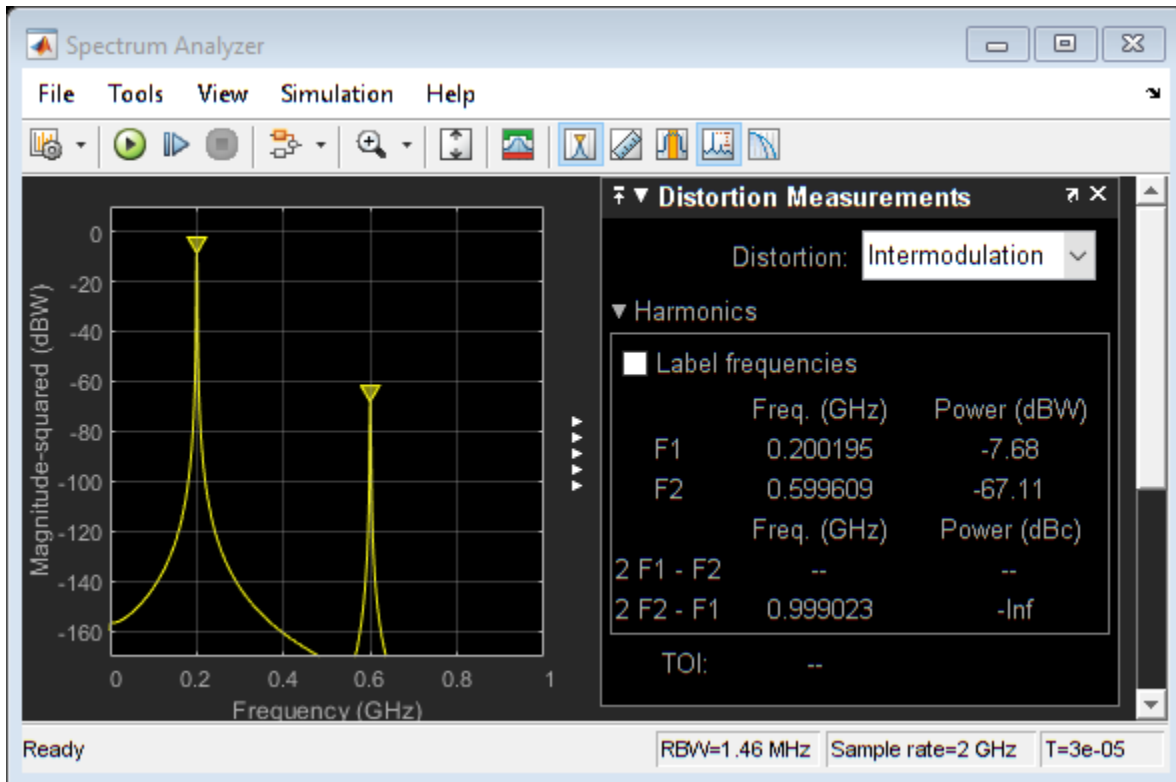 Spectrum Analyzer
File Tools View Simulation Help
Distortion Measurements
Distortion: Intermodulation
Harmonics
Label frequencies
Freq. (GHz) Power (dBW)
F1 0.200195 -7.68
F2 0.599609 -67.11
Freq. (GHz) Power (dBc)
2 F1 - F2 -- --
2 F2 - F1 0.999023 -Inf
TOI: --
Magnitude-squared (dBW)
0
-20
-40
-60
-80
-100
-120
-140
-160
0 0.2 0.4 0.6 0.8 1
Frequency (GHz)
Ready RBW=1.46 MHz Sample rate=2 GHz T=3e-05